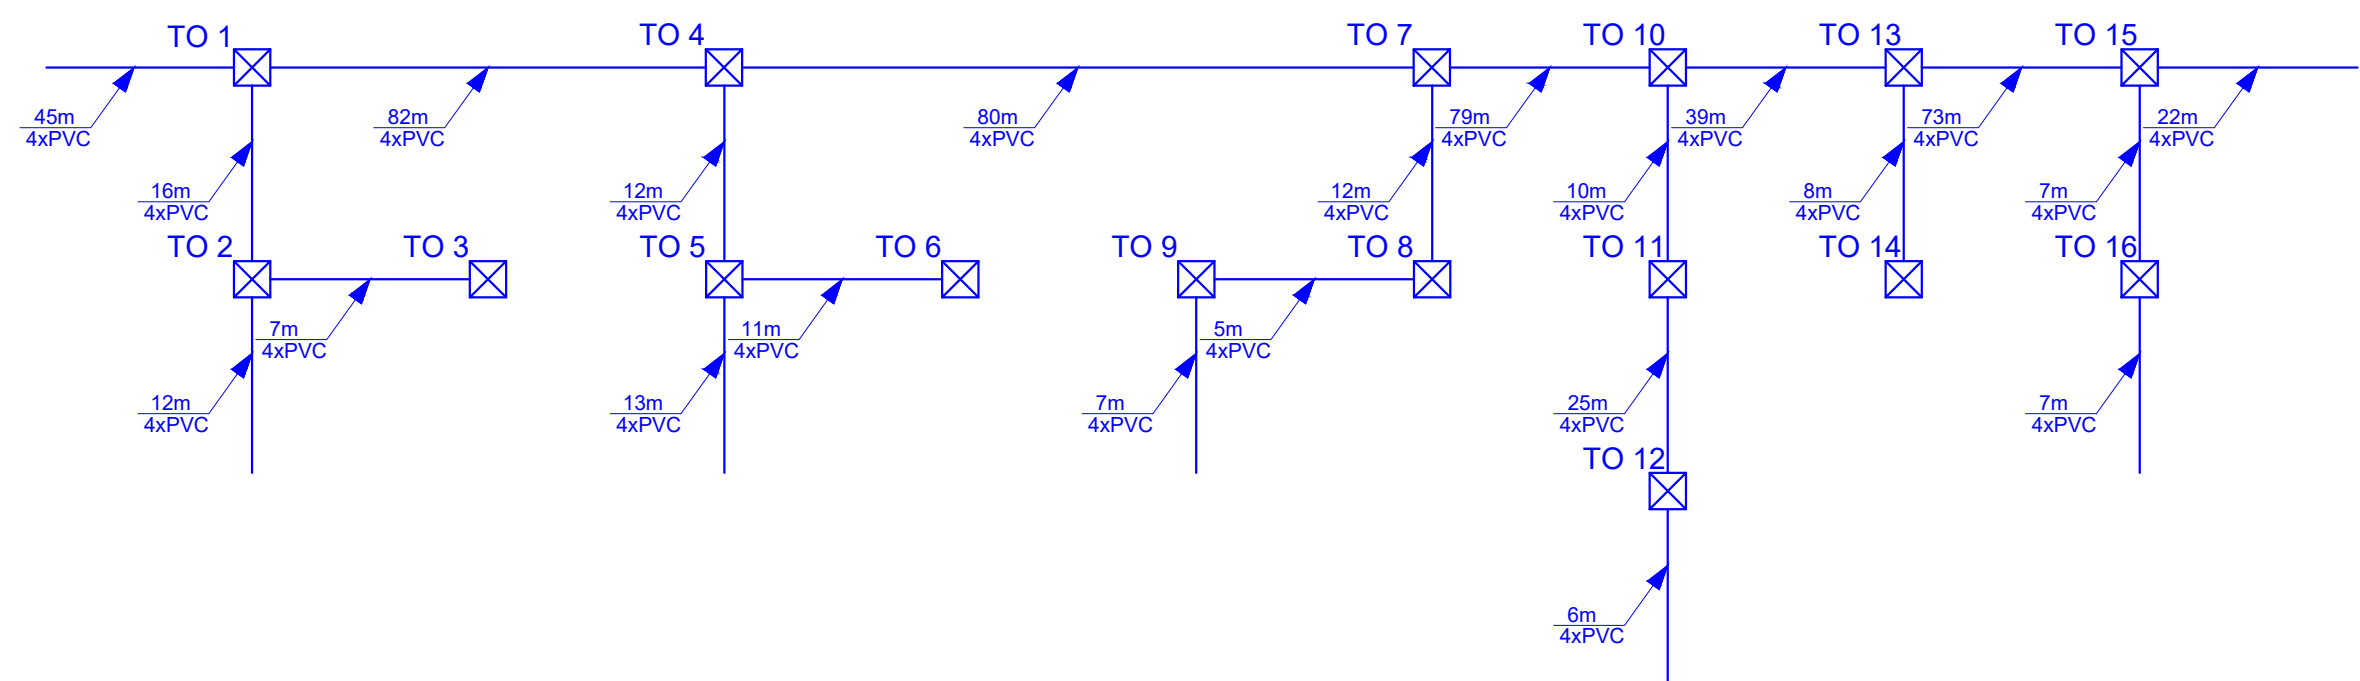 TO 1
TO 4
TO 7
TO 10
TO 13
TO 15
45m
4xPVC
82m
4xPVC
80m
4xPVC
79m
4xPVC
39m
4xPVC
73m
4xPVC
22m
4xPVC
16m
4xPVC
12m
4xPVC
12m
4xPVC
10m
4xPVC
8m
4xPVC
7m
4xPVC
TO 2
TO 3
TO 5
TO 6
TO 9
TO 8
TO 11
TO 14
TO 16
7m
4xPVC
11m
4xPVC
5m
4xPVC
12m
4xPVC
13m
4xPVC
7m
4xPVC
25m
4xPVC
7m
4xPVC
TO 12
6m
4xPVC